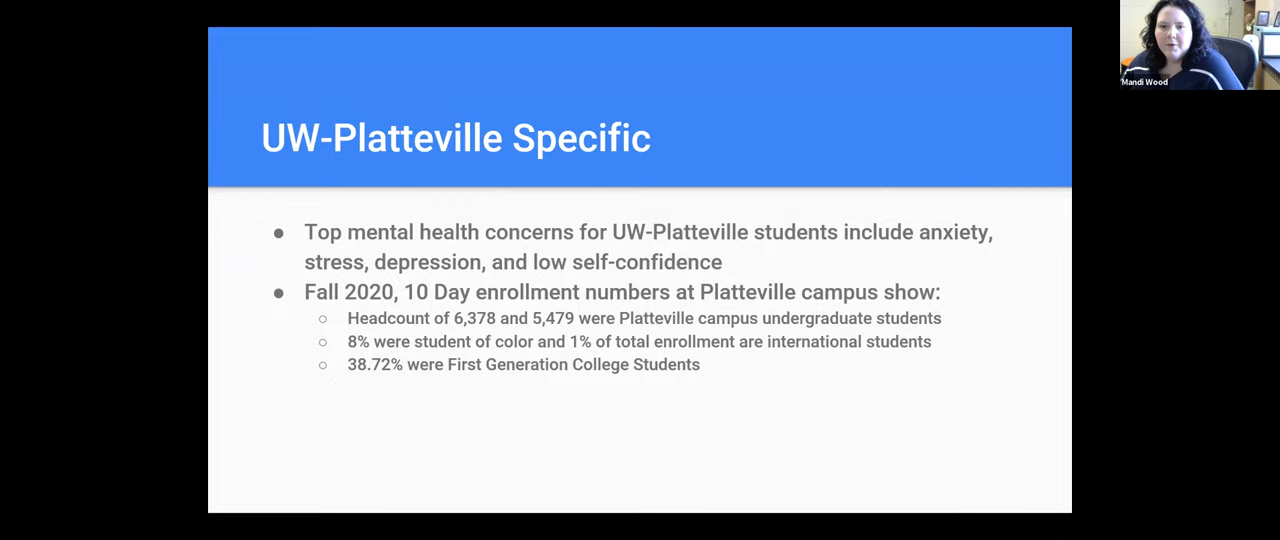 UW-Platteville Specific
● Top mental health concerns for UW-Platteville students include anxiety,
stress, depression, and low self-confidence
● Fall 2020, 10 Day enrollment numbers at Platteville campus show:
○ Headcount of 6,378 and 5,479 were Platteville campus undergraduate students
○ 8% were student of color and 1% of total enrollment are international students
○ 38.72% were First Generation College Students
Mandi Wood